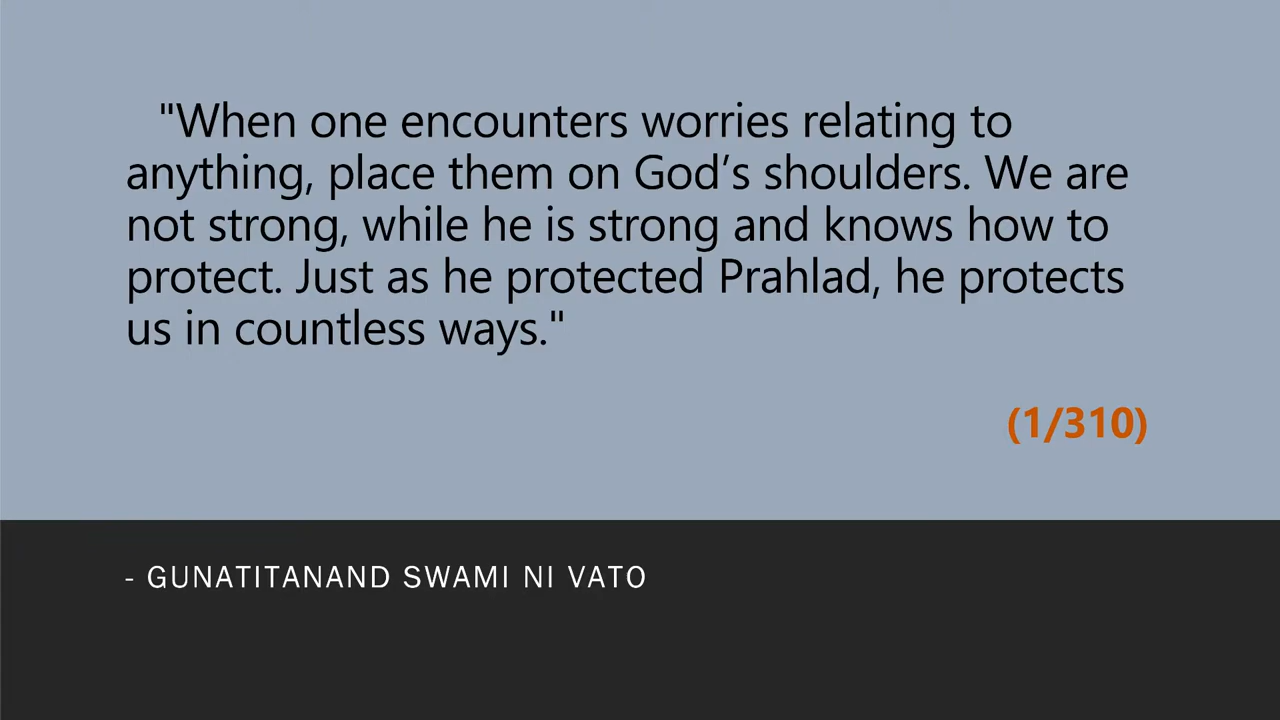 "When one encounters worries relating to
anything, place them on God’s shoulders. We are
not strong, while he is strong and knows how to
protect. Just as he protected Prahlad, he protects
us in countless ways."
(1/310)
- GUNATITANAND SWAMI NI VATO